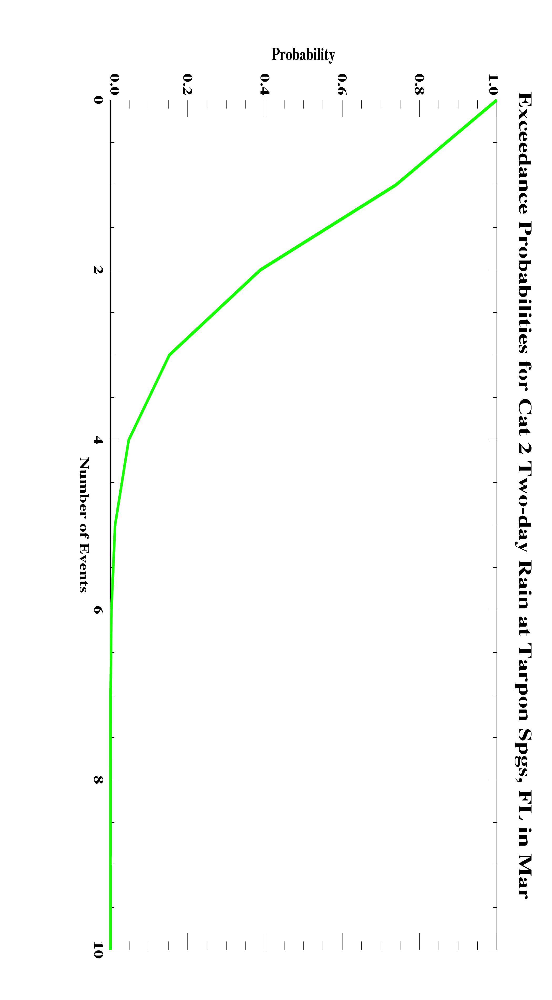 Exceedance Probabilities for Cat 2 Two-day Rain at Tarpon Spgs, FL in Mar
Probability
1.0
0.8
0.6
0.4
0.2
0.0
0 2 4 6 8 10
Number of Events